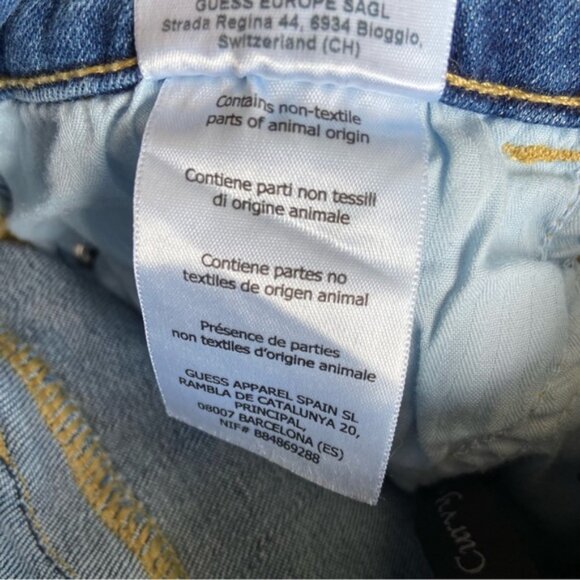 GUESS EUROPE SAGL
Strada Regina 44, 6934 Bioggio,
Switzerland (CH)
Contains non-textile
parts of animal origin
Contiene parti non tessili
di origine animale
Contiene partes no
textiles de origen animal
Présence de parties
non textiles d'origine animale
GUESS APPAREL SPAIN SL
RAMBLA DE CATALUNYA 20,
PRINCIPAL,
08007 BARCELONA (ES)
NIF# B84869288
Curvy